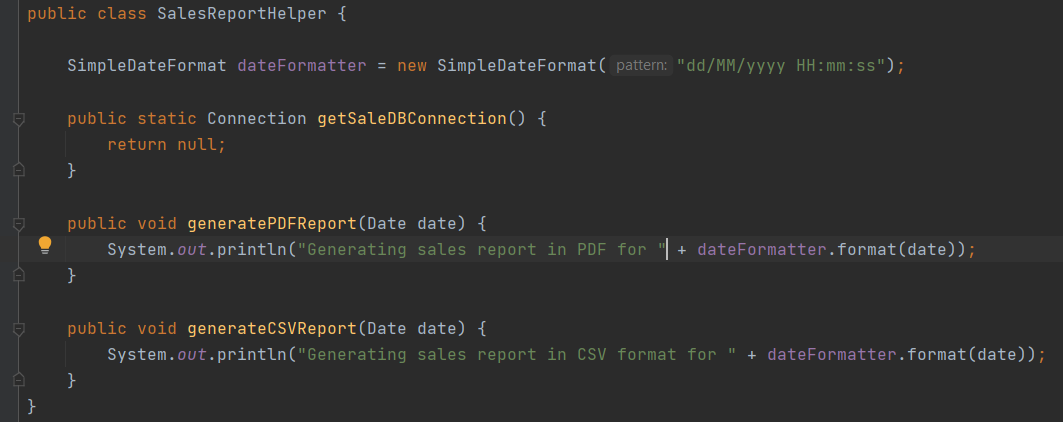 public class SalesReportHelper {
SimpleDateFormat dateFormatter = new SimpleDateFormat( pattern: "dd/MM/yyyy HH:mm:ss");
public static Connection getSaleDBConnection() {
return null;
}
public void generatePDFReport(Date date) {
System.out.println("Generating sales report in PDF for " + dateFormatter.format(date));
}
public void generateCSVReport(Date date) {
System.out.println("Generating sales report in CSV format for " + dateFormatter.format(date));
}
}